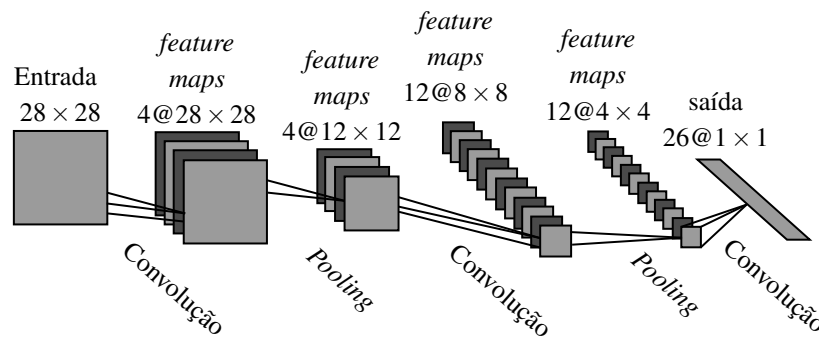 Entrada
28 × 28
feature
maps
4@28 × 28
feature
maps
4@12 × 12
feature
maps
12@8 × 8
feature
maps
12@4 × 4
saída
26@1 × 1
Convolução
Pooling
Convolução
Pooling
Convolução